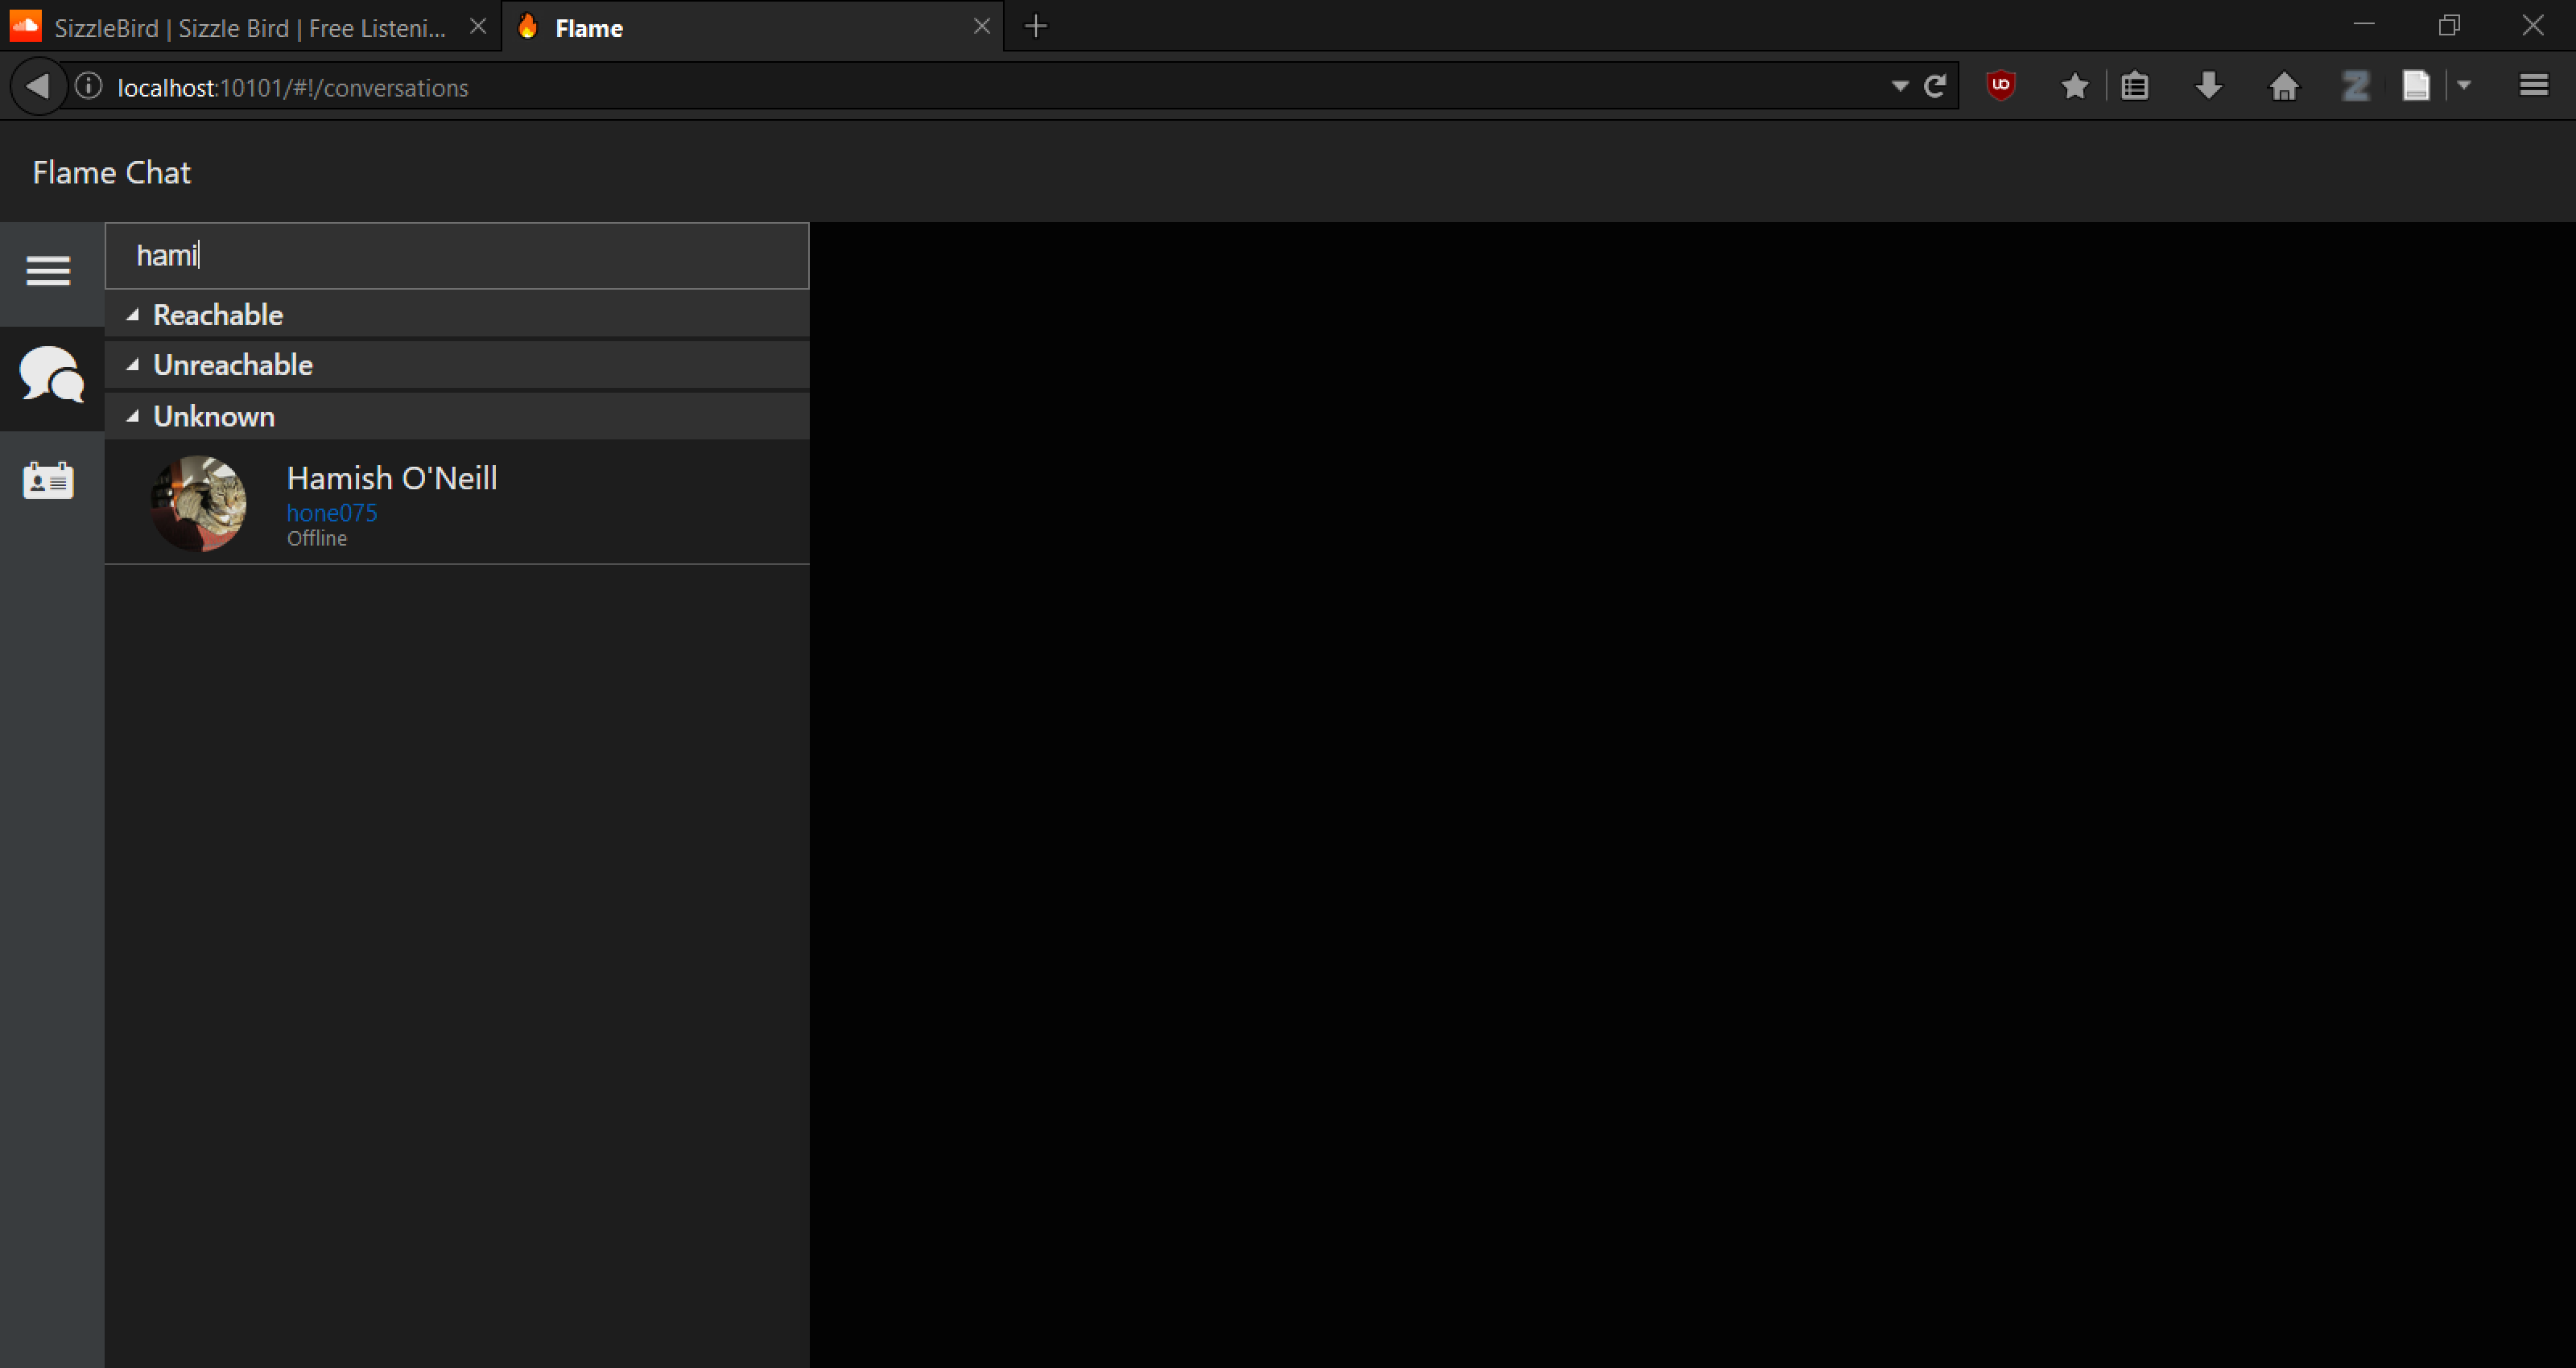 SizzleBird | Sizzle Bird | Free Listeni...
Flame
localhost:10101/#!/conversations
Flame Chat
hami
Reachable
Unreachable
Unknown
Hamish O'Neill
hone075
Offline